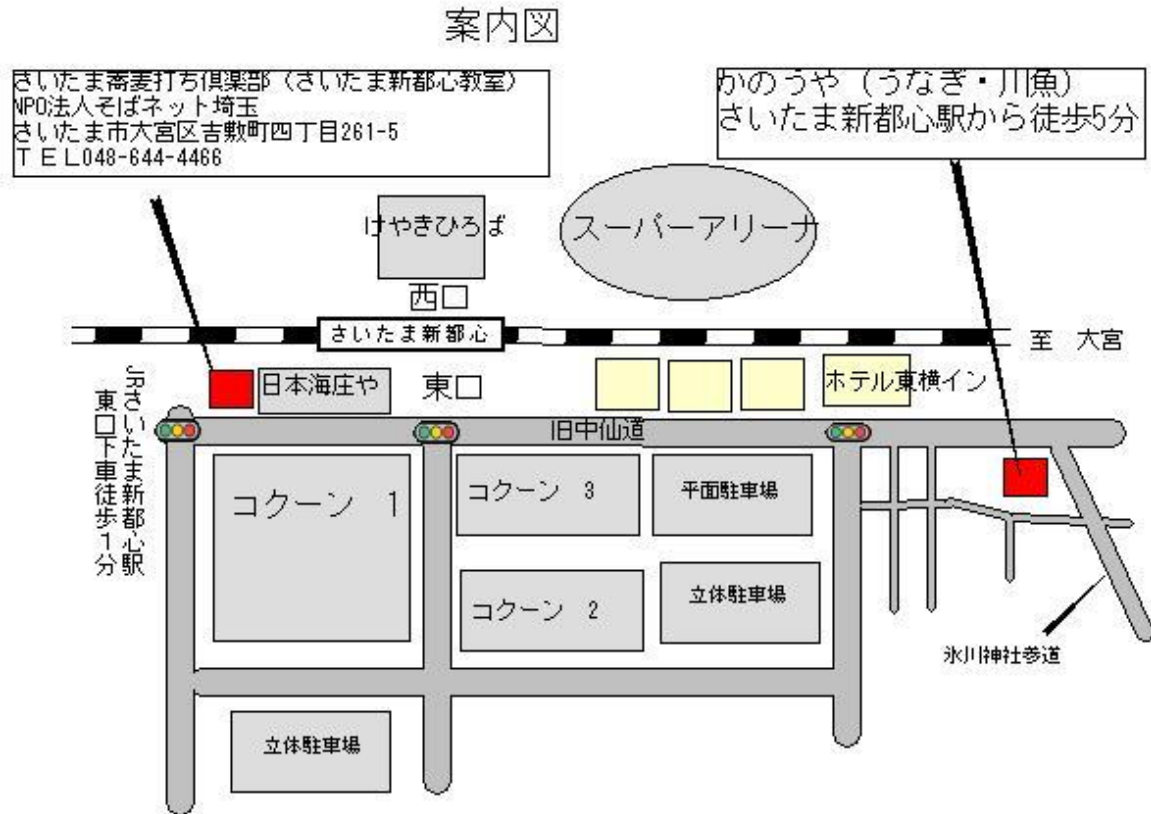 案内図
さいたま蕎麦打ち倶楽部（さいたま新都心教室）
NPO法人そばネット埼玉
さいたま市大宮区吉敷町四丁目261-5
ＴＥＬ048-644-4466
かのうや（うなぎ・川魚）
さいたま新都心駅から徒歩5分
けやきひろば
スーパーアリーナ
西口
さいたま新都心
至　大宮
JRさいたま新都心駅
東口下車徒歩１分
日本海庄や
東口
ホテル東横イン
旧中仙道
コクーン　1
コクーン　3
平面駐車場
コクーン　2
立体駐車場
氷川神社参道
立体駐車場